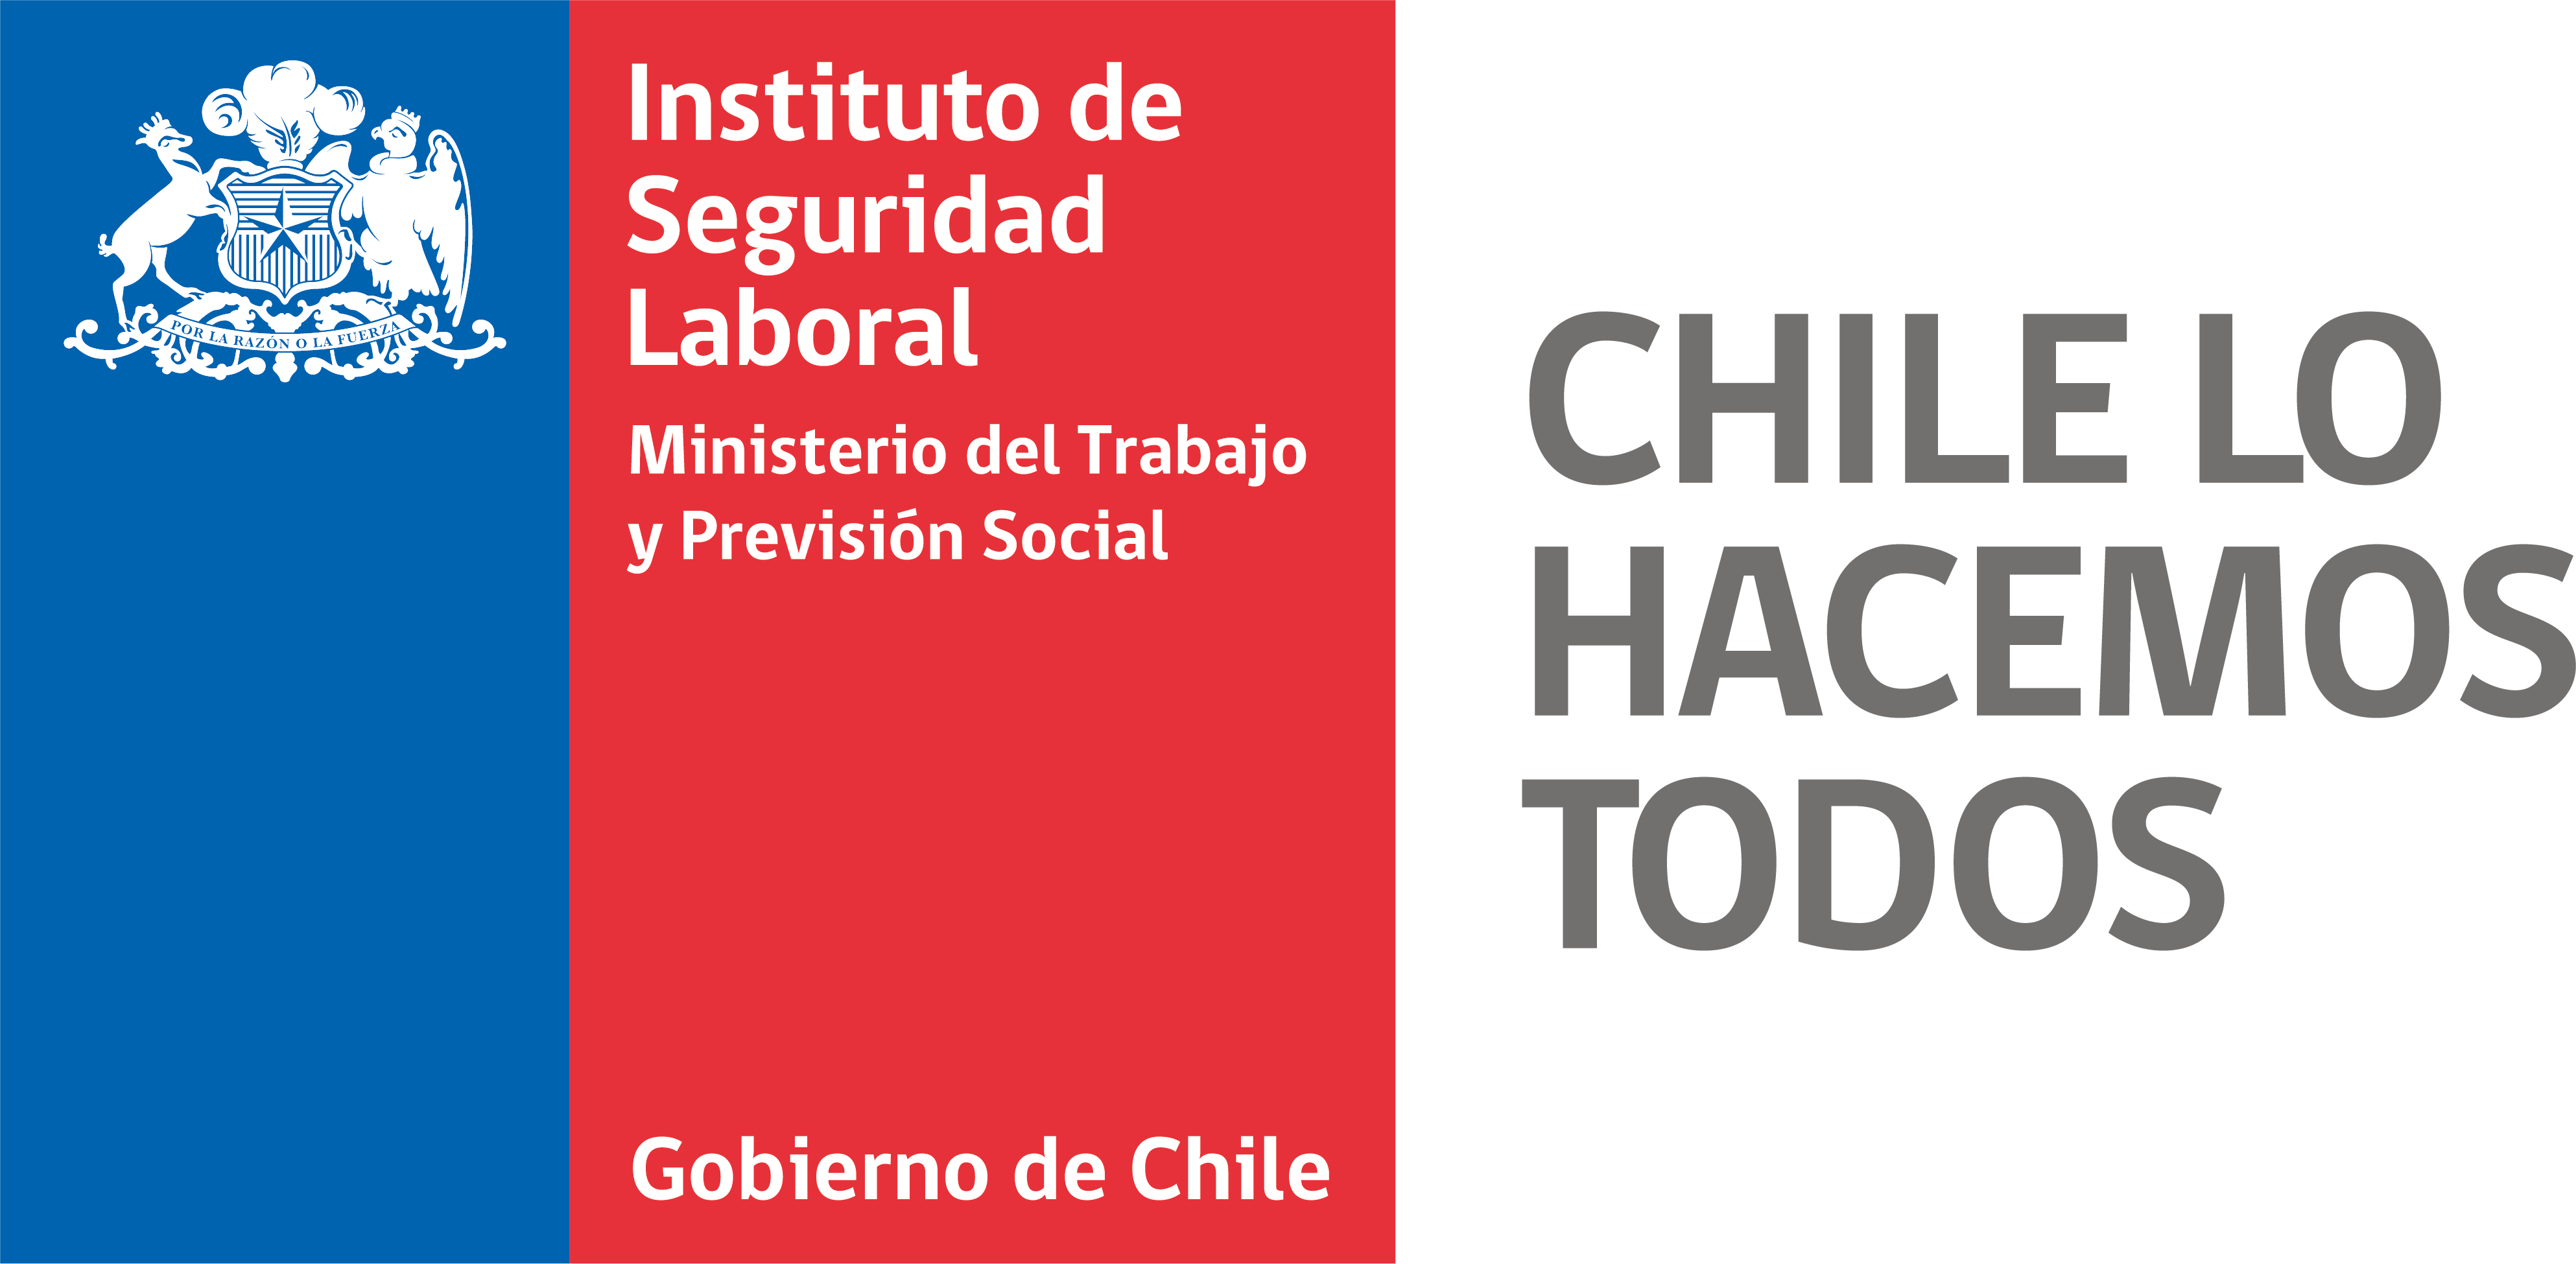 POR LA RAZÓN O LA FUERZA
Instituto de
Seguridad
Laboral
Ministerio del Trabajo
y Previsión Social
Gobierno de Chile
CHILE LO
HACEMOS
TODOS